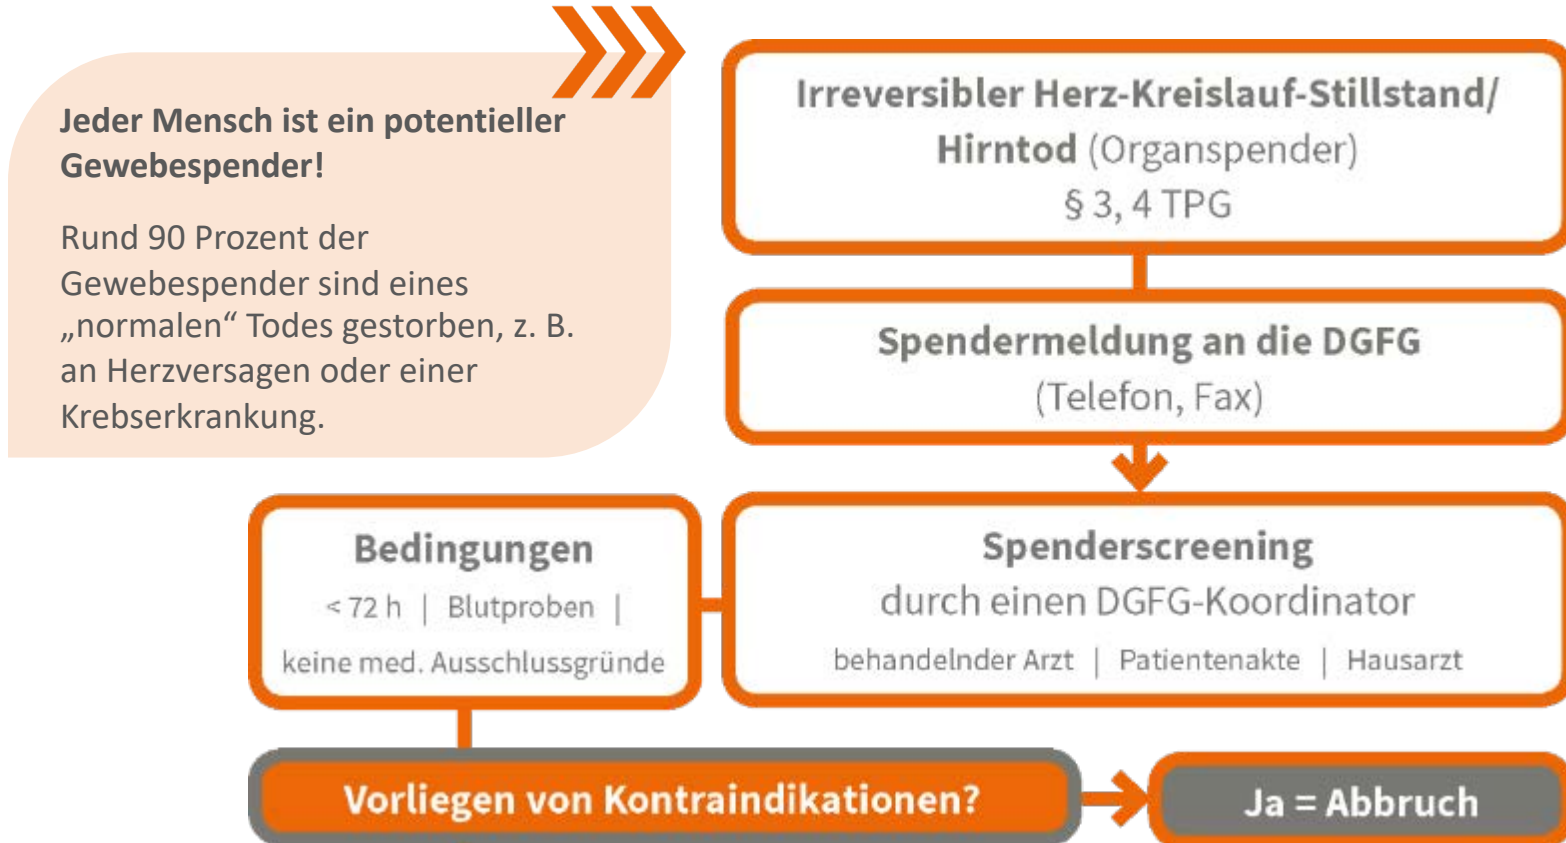 Jeder Mensch ist ein potentieller
Gewebespender!
Rund 90 Prozent der
Gewebespender sind eines
„normalen“ Todes gestorben, z. B.
an Herzversagen oder einer
Krebserkrankung.
Irreversibler Herz-Kreislauf-Stillstand/
Hirntod (Organspender)
§ 3, 4 TPG
Spendermeldung an die DGFG
(Telefon, Fax)
Spenderscreening
durch einen DGFG-Koordinator
behandelnder Arzt | Patientenakte | Hausarzt
Bedingungen
< 72 h | Blutproben |
keine med. Ausschlussgründe
Vorliegen von Kontraindikationen?
Ja = Abbruch